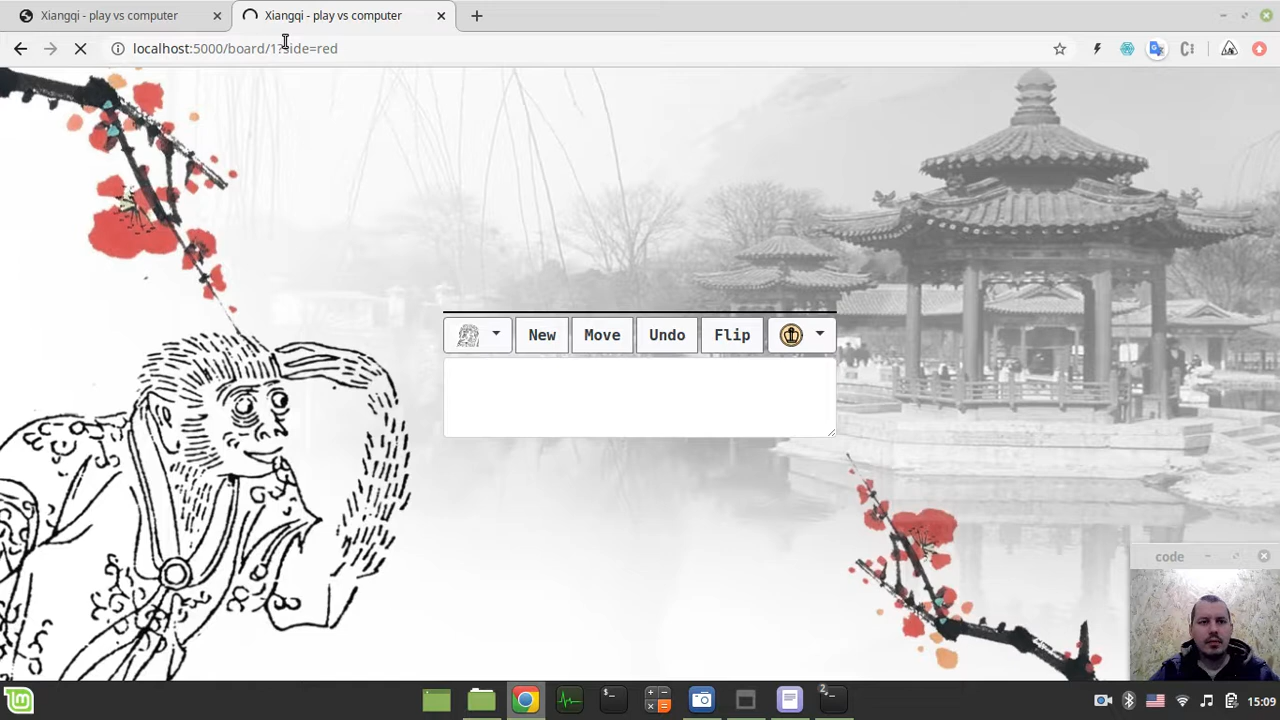 Xiangqi - play vs computer
Xiangqi - play vs computer
localhost:5000/board/1?side=red
New
Move
Undo
Flip
code
15:09